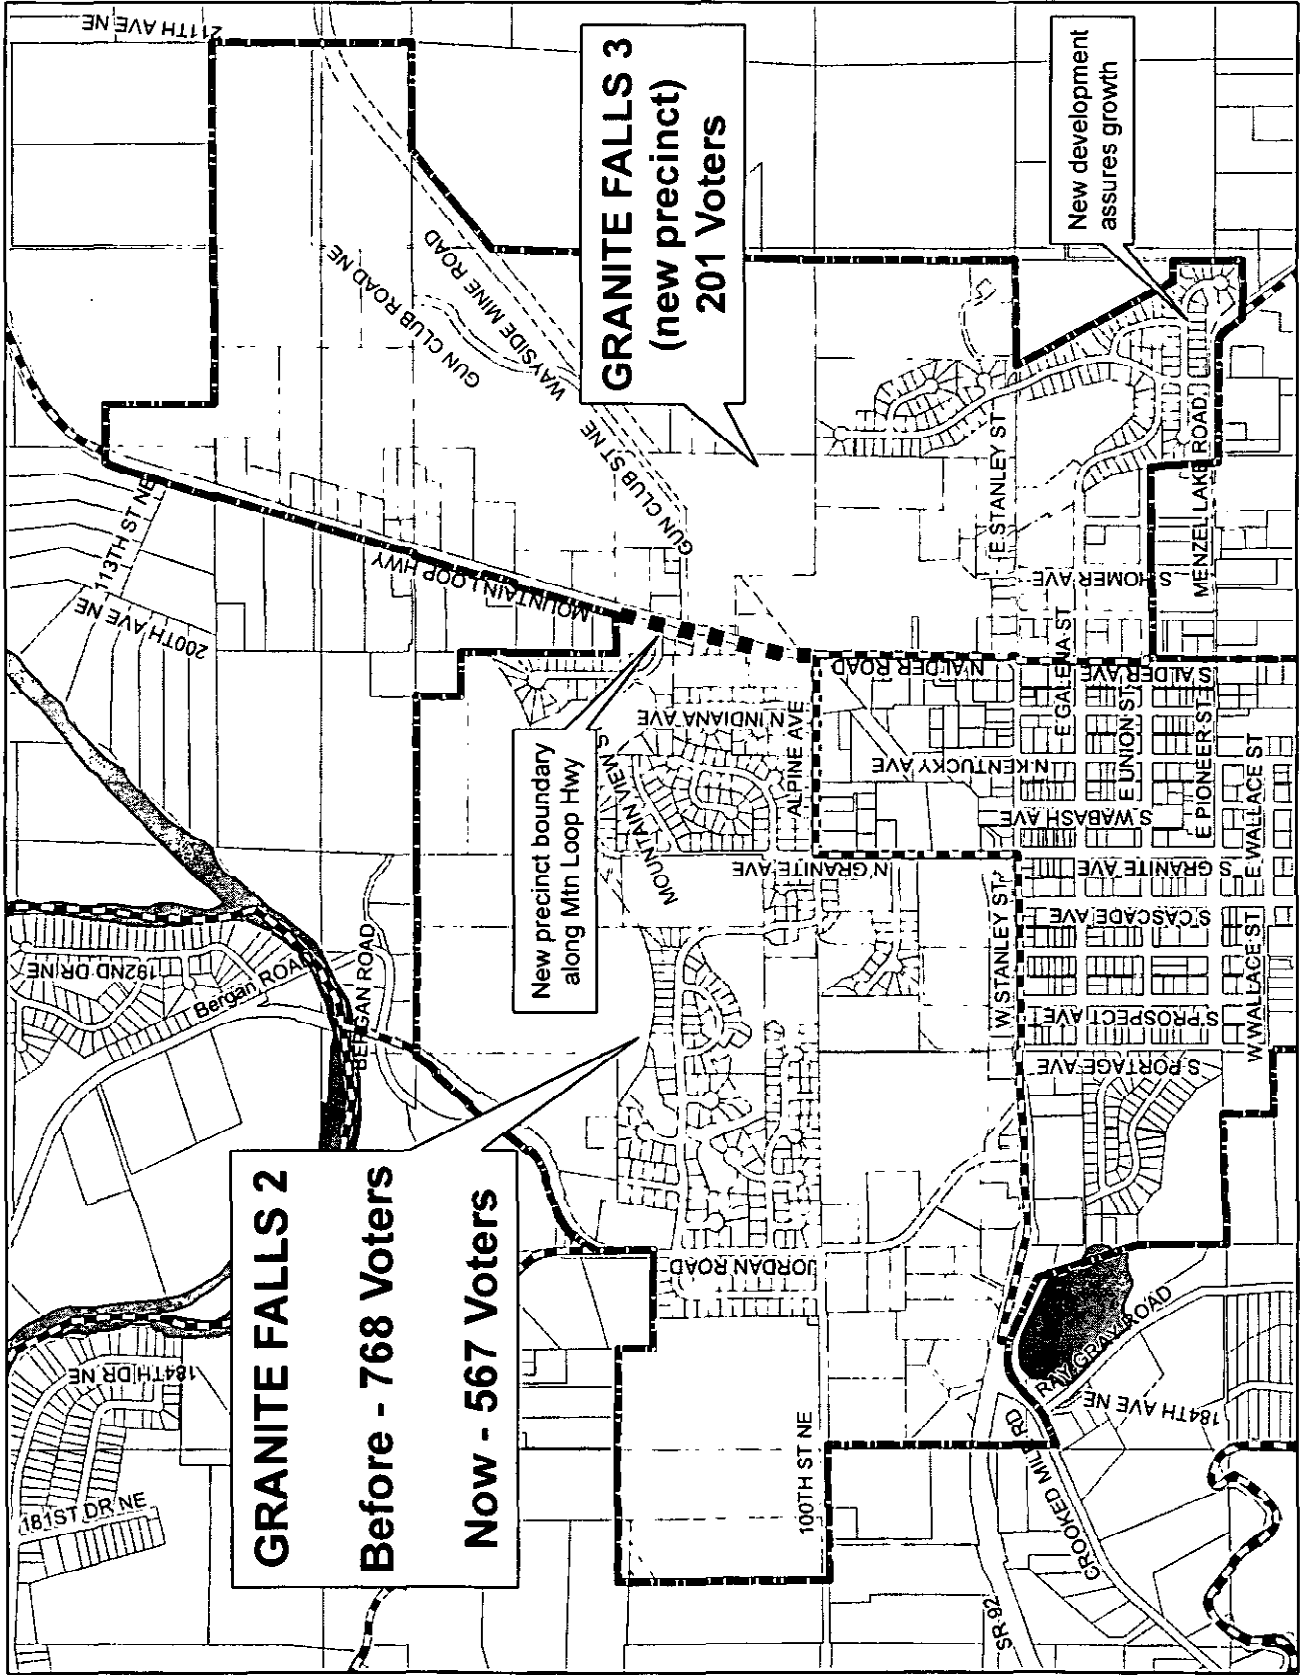 GRANITE FALLS 2
Before - 768 Voters
Now - 567 Voters
New precinct boundary
along Mtn Loop Hwy
GRANITE FALLS 3
(new precinct)
201 Voters
New development
assures growth
181ST DR NE
184TH DR NE
192ND DR NE
Bergan ROAD
BERGAN ROAD
200TH AVE NE
113TH ST NE
211TH AVE NE
MOUNTAIN LOOP HWY
GUN CLUB ROAD NE
WAYSIDE MINE ROAD
GUN CLUB ST NE
MOUNTAIN VIEW S
N INDIANA AVE
ALPINE AVE
N GRANITE AVE
N GRANITE AVE
JORDAN ROAD
100TH ST NE
N ALDER ROAD
N KENTUCKY AVE
W STANLEY ST
E STANLEY ST
E GALENA ST
S HOMER AVE
S ALDER AVE
E UNION ST
S WABASH AVE
E PIONEER ST
S GRANITE AVE
S CASCADE AVE
S PROSPECT AVE
S PORTAGE AVE
W WALLACE ST
E WALLACE ST
MENZEL LAKE ROAD
SR 92
CROOKED MILE RD
RAY GRAY ROAD
184TH AVE NE